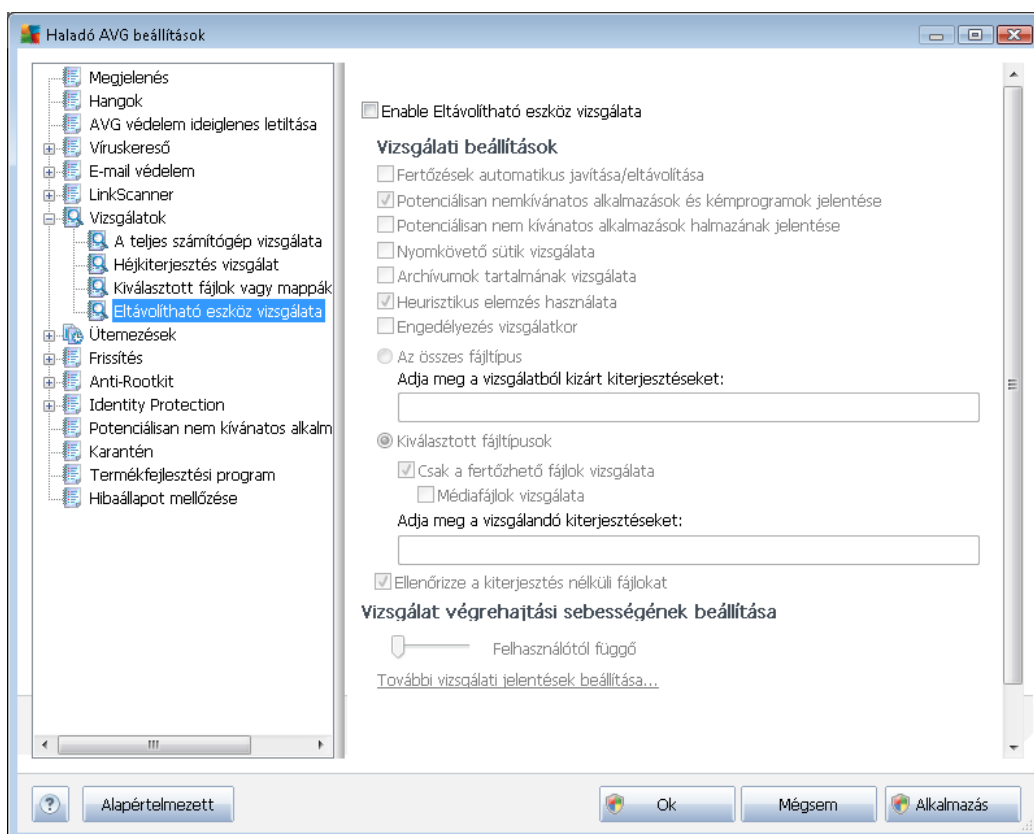 Haladó AVG beállítások
Megjelenés
Hangok
AVG védelem ideiglenes letiltása
Víruskereső
E-mail védelem
LinkScanner
Vizsgálatok
A teljes számítógép vizsgálata
Héjkiterjesztés vizsgálat
Kiválasztott fájlok vagy mappák
Eltávolítható eszköz vizsgálata
Ütemezések
Frissítés
Anti-Rootkit
Identity Protection
Potenciálisan nem kívánatos alkalm
Karantén
Termékfejlesztési program
Hibaállapot mellőzése
Enable Eltávolítható eszköz vizsgálata
Vizsgálati beállítások
Fertőzések automatikus javítása/eltávolítása
Potenciálisan nemkívánatos alkalmazások és kémprogramok jelentése
Potenciálisan nem kívánatos alkalmazások halmazának jelentése
Nyomkövető sütik vizsgálata
Archívumok tartalmának vizsgálata
Heurisztikus elemzés használata
Engedélyezés vizsgálatkor
Az összes fájltípus
Adja meg a vizsgálatból kizárt kiterjesztéseket:
Kiválasztott fájltípusok
Csak a fertőzhető fájlok vizsgálata
Médiafájlok vizsgálata
Adja meg a vizsgálandó kiterjesztéseket:
Ellenőrizze a kiterjesztés nélküli fájlokat
Vizsgálat végrehajtási sebességének beállítása
Felhasználótól függő
További vizsgálati jelentések beállítása...
? Alapértelmezett Ok Mégsem Alkalmazás